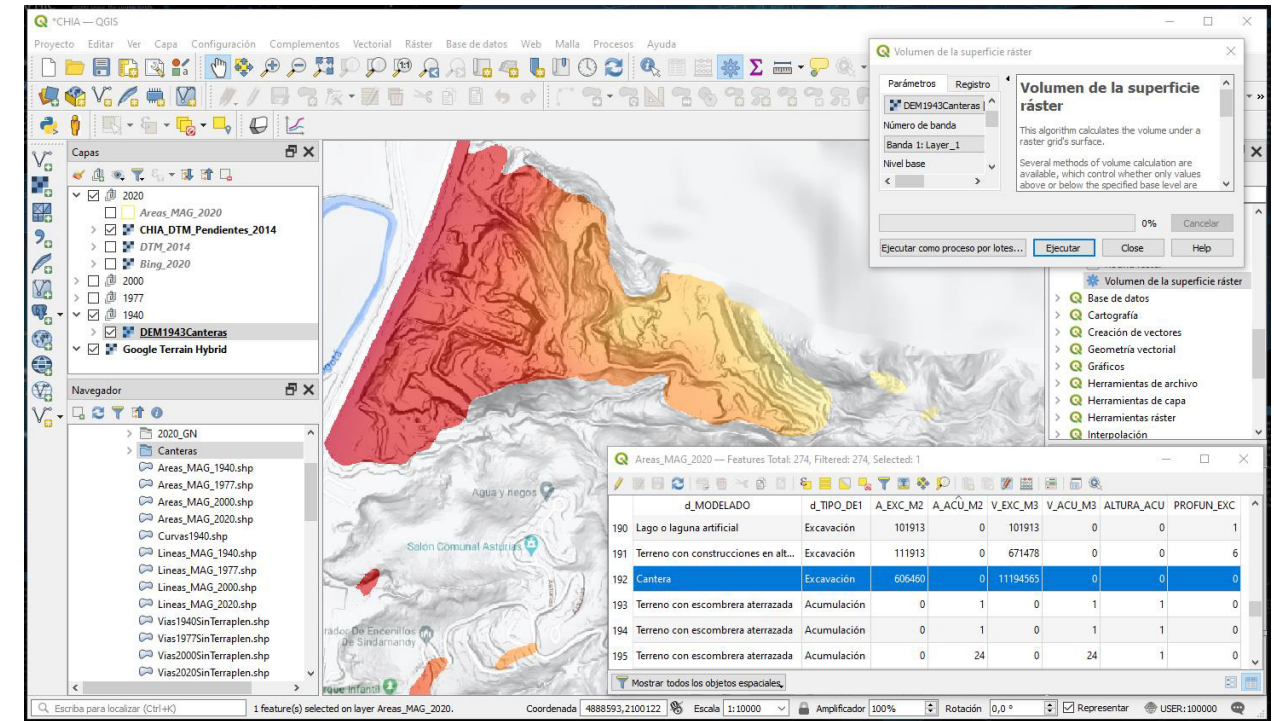 *CHIA — QGIS
Proyecto Editar Ver Capa Configuración Complementos Vectorial Ráster Base de datos Web Malla Procesos Ayuda
Volumen de la superficie ráster
Parámetros Registro
DEM1943Canteras
Número de banda
Banda 1: Layer_1
Nivel base
Volumen de la superficie
ráster
This algorithm calculates the volume under a
raster grid's surface.
Several methods of volume calculation are
available, which control whether only values
above or below the specified base level are
0% Cancelar
Ejecutar como proceso por lotes... Ejecutar Close Help
Capas
2020
Areas_MAG_2020
CHIA_DTM_Pendientes_2014
DTM_2014
Bing_2020
2000
1977
1940
DEM1943Canteras
Google Terrain Hybrid
Navegador
2020_GN
Canteras
Areas_MAG_1940.shp
Areas_MAG_1977.shp
Areas_MAG_2000.shp
Areas_MAG_2020.shp
Curvas1940.shp
Lineas_MAG_1940.shp
Lineas_MAG_1977.shp
Lineas_MAG_2000.shp
Lineas_MAG_2020.shp
Vias1940SinTerraplen.shp
Vias1977SinTerraplen.shp
Vias2000SinTerraplen.shp
Vias2020SinTerraplen.shp
Agua y negos
Salón Comunal Asturias
De Encenillos
De Sindamanoy
rque Infantil
Volumen de la superficie ráster
Base de datos
Cartografía
Creación de vectores
Geometría vectorial
Gráficos
Herramientas de archivo
Herramientas de capa
Herramientas ráster
Interpolación
Areas_MAG_2020 — Features Total: 274, Filtered: 274, Selected: 1
d_MODELADO d_TIPO_DE1 A_EXC_M2 A_ACU_M2 V_EXC_M3 V_ACU_M3 ALTURA_ACU PROFUN_EXC
190 Lago o laguna artificial Excavación 101913 0 101913 0 0 1
191 Terreno con construcciones en alt... Excavación 111913 0 671478 0 0 6
192 Cantera Excavación 606460 0 11194565 0 0 0
193 Terreno con escombrera aterrazada Acumulación 0 1 0 1 1 0
194 Terreno con escombrera aterrazada Acumulación 0 1 0 1 1 0
195 Terreno con escombrera aterrazada Acumulación 0 24 0 24 1 0
Mostrar todos los objetos espaciales
Escriba para localizar (Ctrl+K) 1 feature(s) selected on layer Areas_MAG_2020. Coordenada 4888593,2100122 Escala 1:10000 Amplificador 100% Rotación 0,0 ° Representar USER:100000